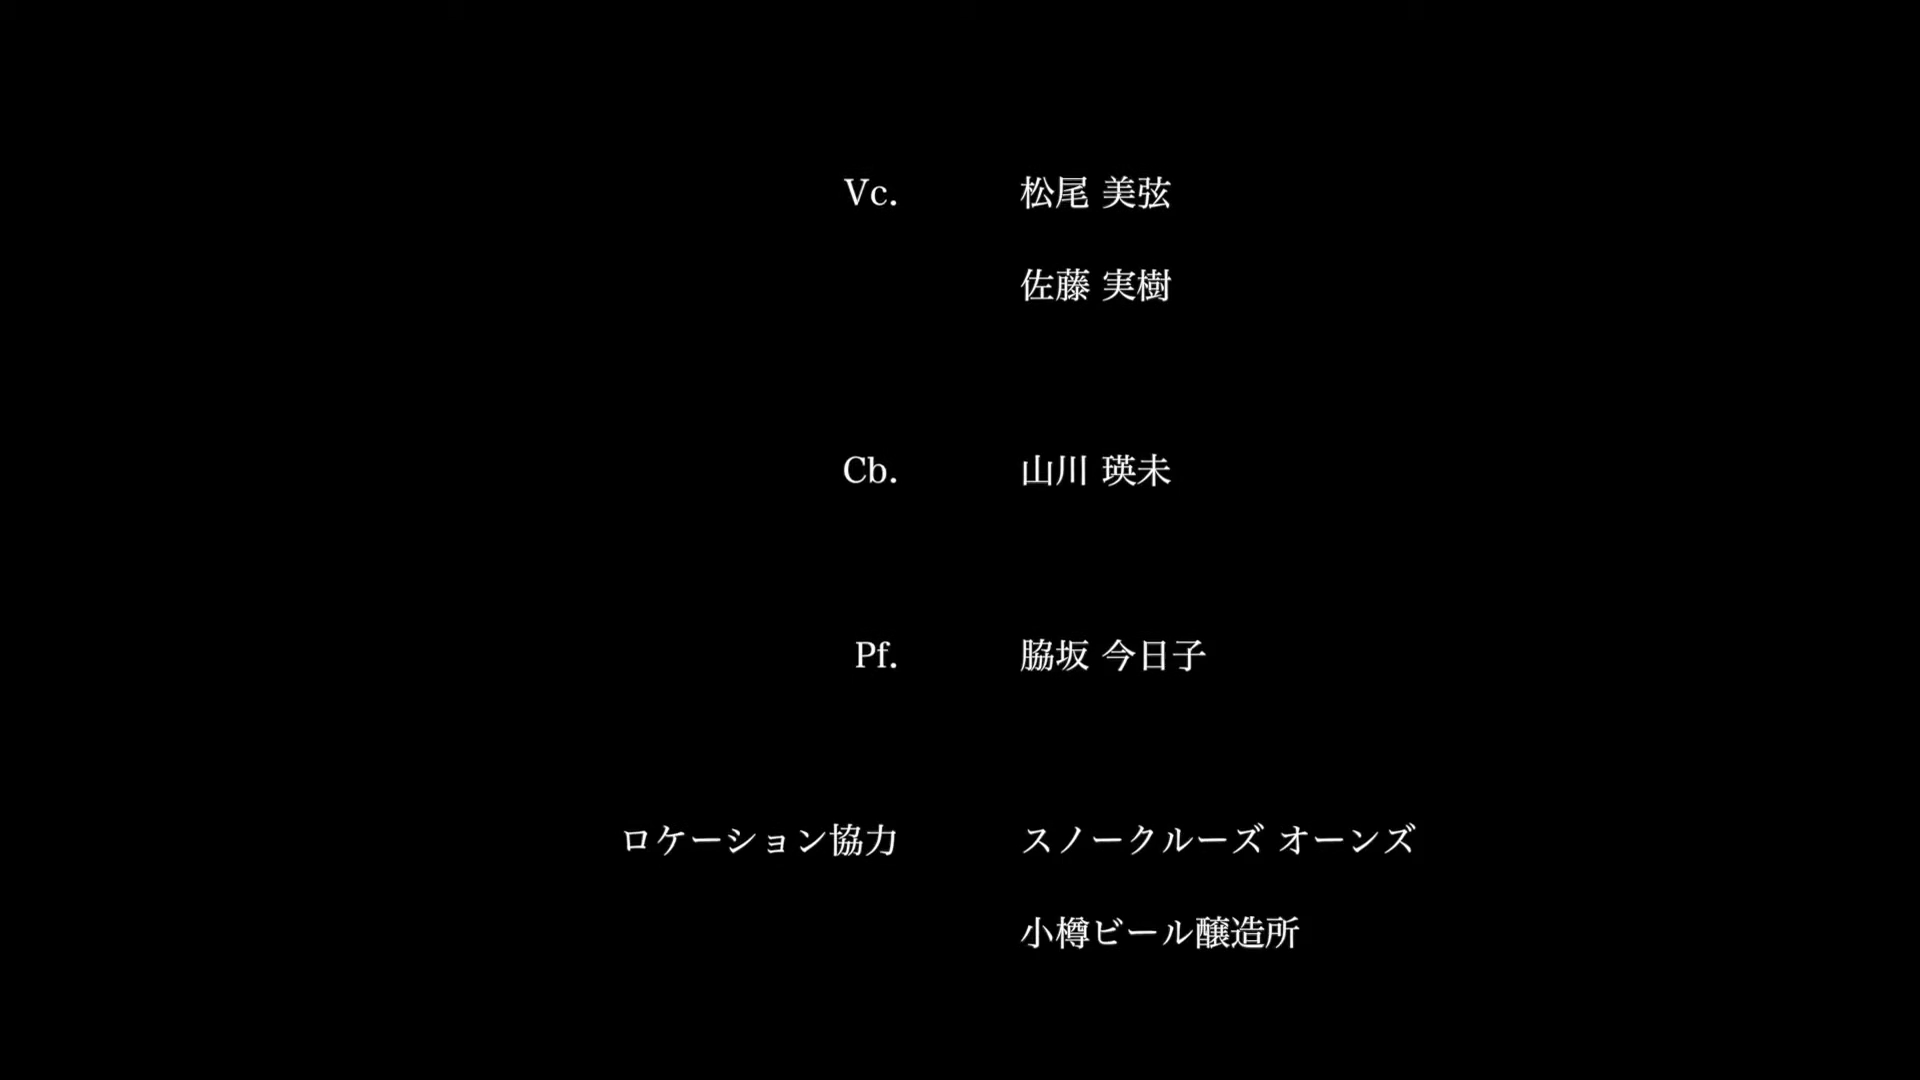 Vc. 松尾 美弦
佐藤 実樹
Cb. 山川 瑛未
Pf. 脇坂 今日子
ロケーション協力 スノークルーズ オーンズ
小樽ビール醸造所